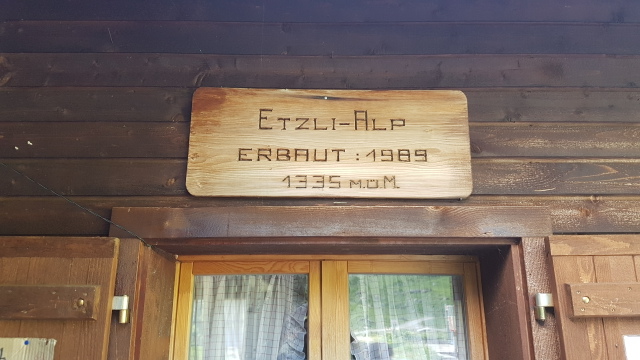 ETZLI-ALP
ERBAUT : 1989
1335 M.Ü.M.